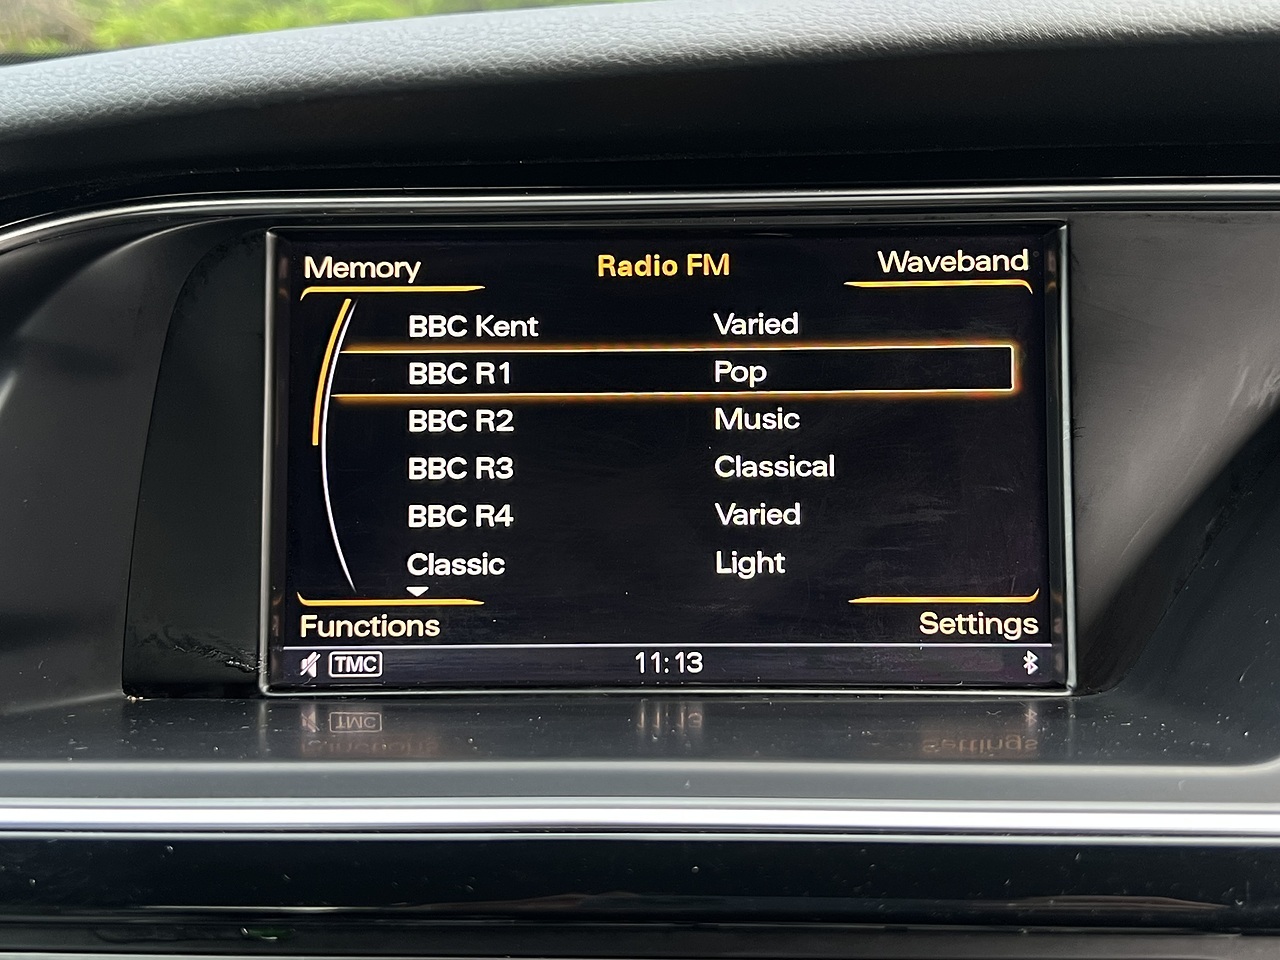 Memory Radio FM Waveband
BBC Kent Varied
BBC R1 Pop
BBC R2 Music
BBC R3 Classical
BBC R4 Varied
Classic Light
Functions Settings
TMC 11:13